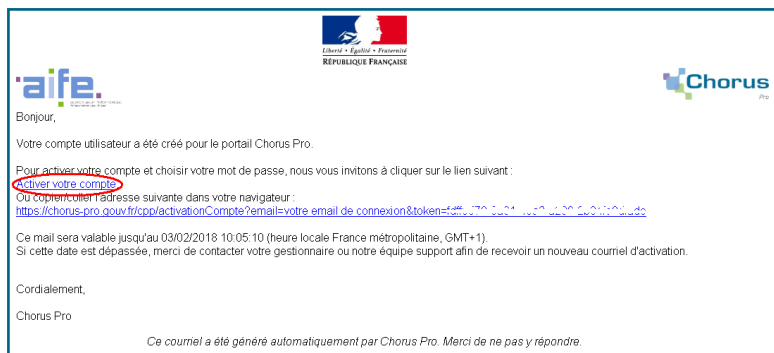 Liberté • Égalité • Fraternité
RÉPUBLIQUE FRANÇAISE
aife.
Chorus
Pro
Bonjour,
Votre compte utilisateur a été créé pour le portail Chorus Pro.
Pour activer votre compte et choisir votre mot de passe, nous vous invitons à cliquer sur le lien suivant :
Activer votre compte
Ou copier/coller l'adresse suivante dans votre navigateur :
https://chorus-pro.gouv.fr/cpp/activationCompte?email=votre email de connexion&token=
Ce mail sera valable jusqu'au 03/02/2018 10:05:10 (heure locale France métropolitaine, GMT+1).
Si cette date est dépassée, merci de contacter votre gestionnaire ou notre équipe support afin de recevoir un nouveau courriel d'activation.
Cordialement,
Chorus Pro
Ce courriel a été généré automatiquement par Chorus Pro. Merci de ne pas y répondre.